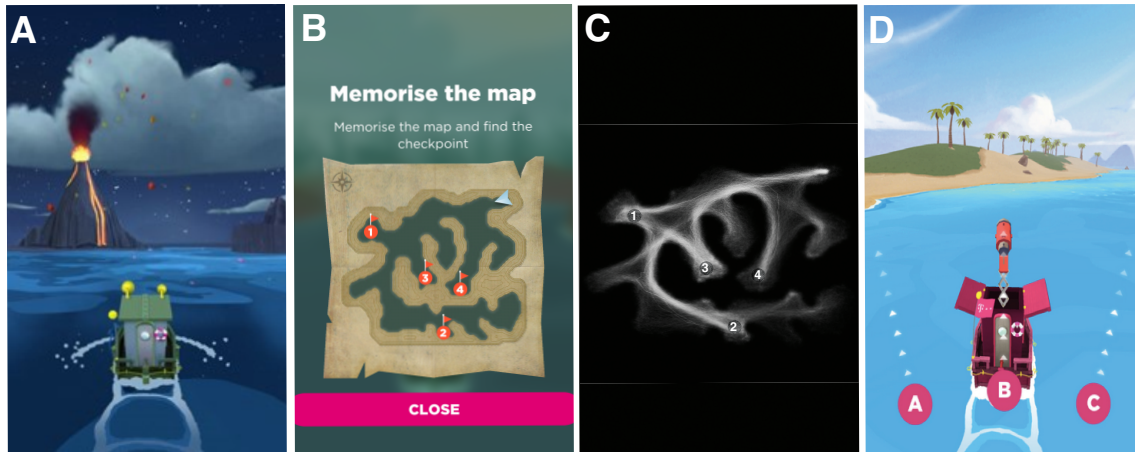 A
B
Memorise the map
Memorise the map and find the
checkpoint
1
3
4
2
CLOSE
C
1
3
4
2
D
T
A
B
C